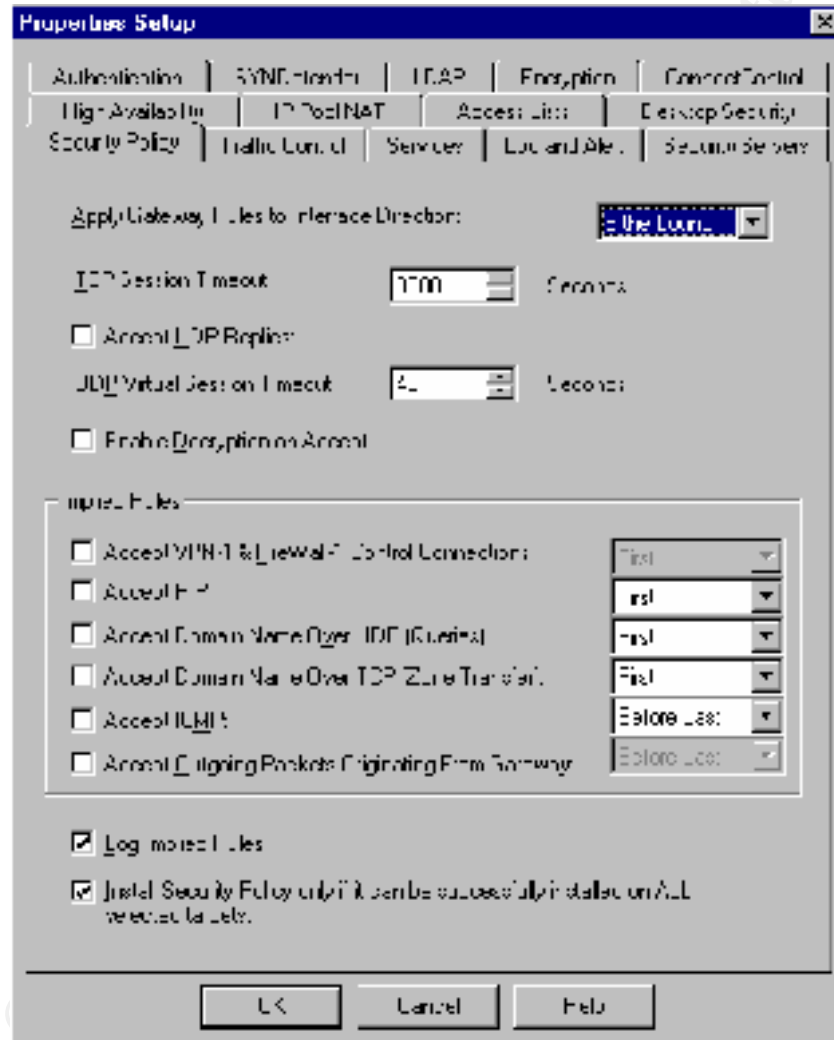 Properties Setup
Authentication SYNDefender LDAP Encryption ConnectControl
High Availability IP Pool NAT Access Lists Desktop Security
Security Policy Traffic Control Services Log and Alert Security Servers
Apply Gateway Rules to Interface Direction:
TCP Session Timeout Seconds
Accept UDP Replies:
UDP Virtual Session Timeout Seconds
Enable Decryption on Accept
Implied Rules
Accept VPN-1 & FireWall-1 Control Connections First
Accept RIP First
Accept Domain Name Over UDP (Queries) First
Accept Domain Name Over TCP (Zone Transfer) First
Accept ICMP Before Last
Accept Outgoing Packets Originating From Gateway Before Last
Log Implied Rules
Install Security Policy only if it can be successfully installed on ALL
selected targets.
OK Cancel Help